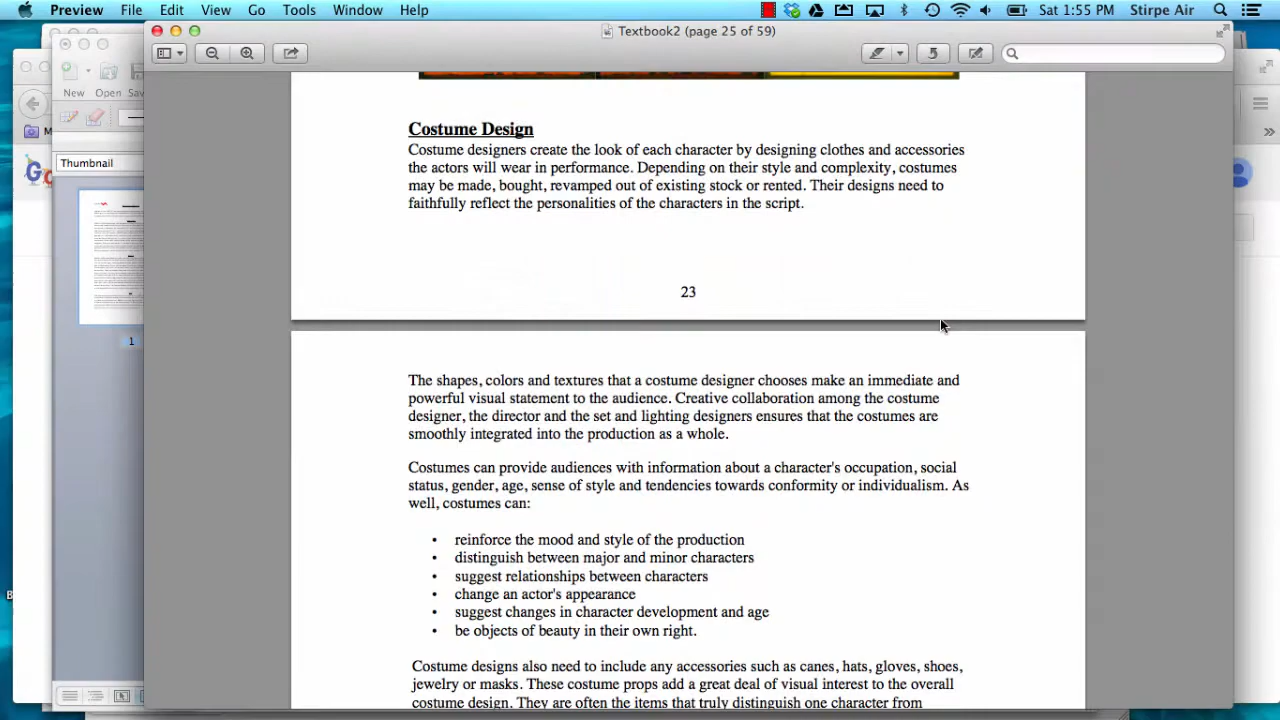 Preview File Edit View Go Tools Window Help Sat 1:55 PM Stirpe Air
Textbook2 (page 25 of 59)
New Open Sav
Thumbnail
1
Costume Design
Costume designers create the look of each character by designing clothes and accessories
the actors will wear in performance. Depending on their style and complexity, costumes
may be made, bought, revamped out of existing stock or rented. Their designs need to
faithfully reflect the personalities of the characters in the script.
23
The shapes, colors and textures that a costume designer chooses make an immediate and
powerful visual statement to the audience. Creative collaboration among the costume
designer, the director and the set and lighting designers ensures that the costumes are
smoothly integrated into the production as a whole.
Costumes can provide audiences with information about a character's occupation, social
status, gender, age, sense of style and tendencies towards conformity or individualism. As
well, costumes can:
• reinforce the mood and style of the production
• distinguish between major and minor characters
• suggest relationships between characters
• change an actor's appearance
• suggest changes in character development and age
• be objects of beauty in their own right.
Costume designs also need to include any accessories such as canes, hats, gloves, shoes,
jewelry or masks. These costume props add a great deal of visual interest to the overall
costume design. They are often the items that truly distinguish one character from